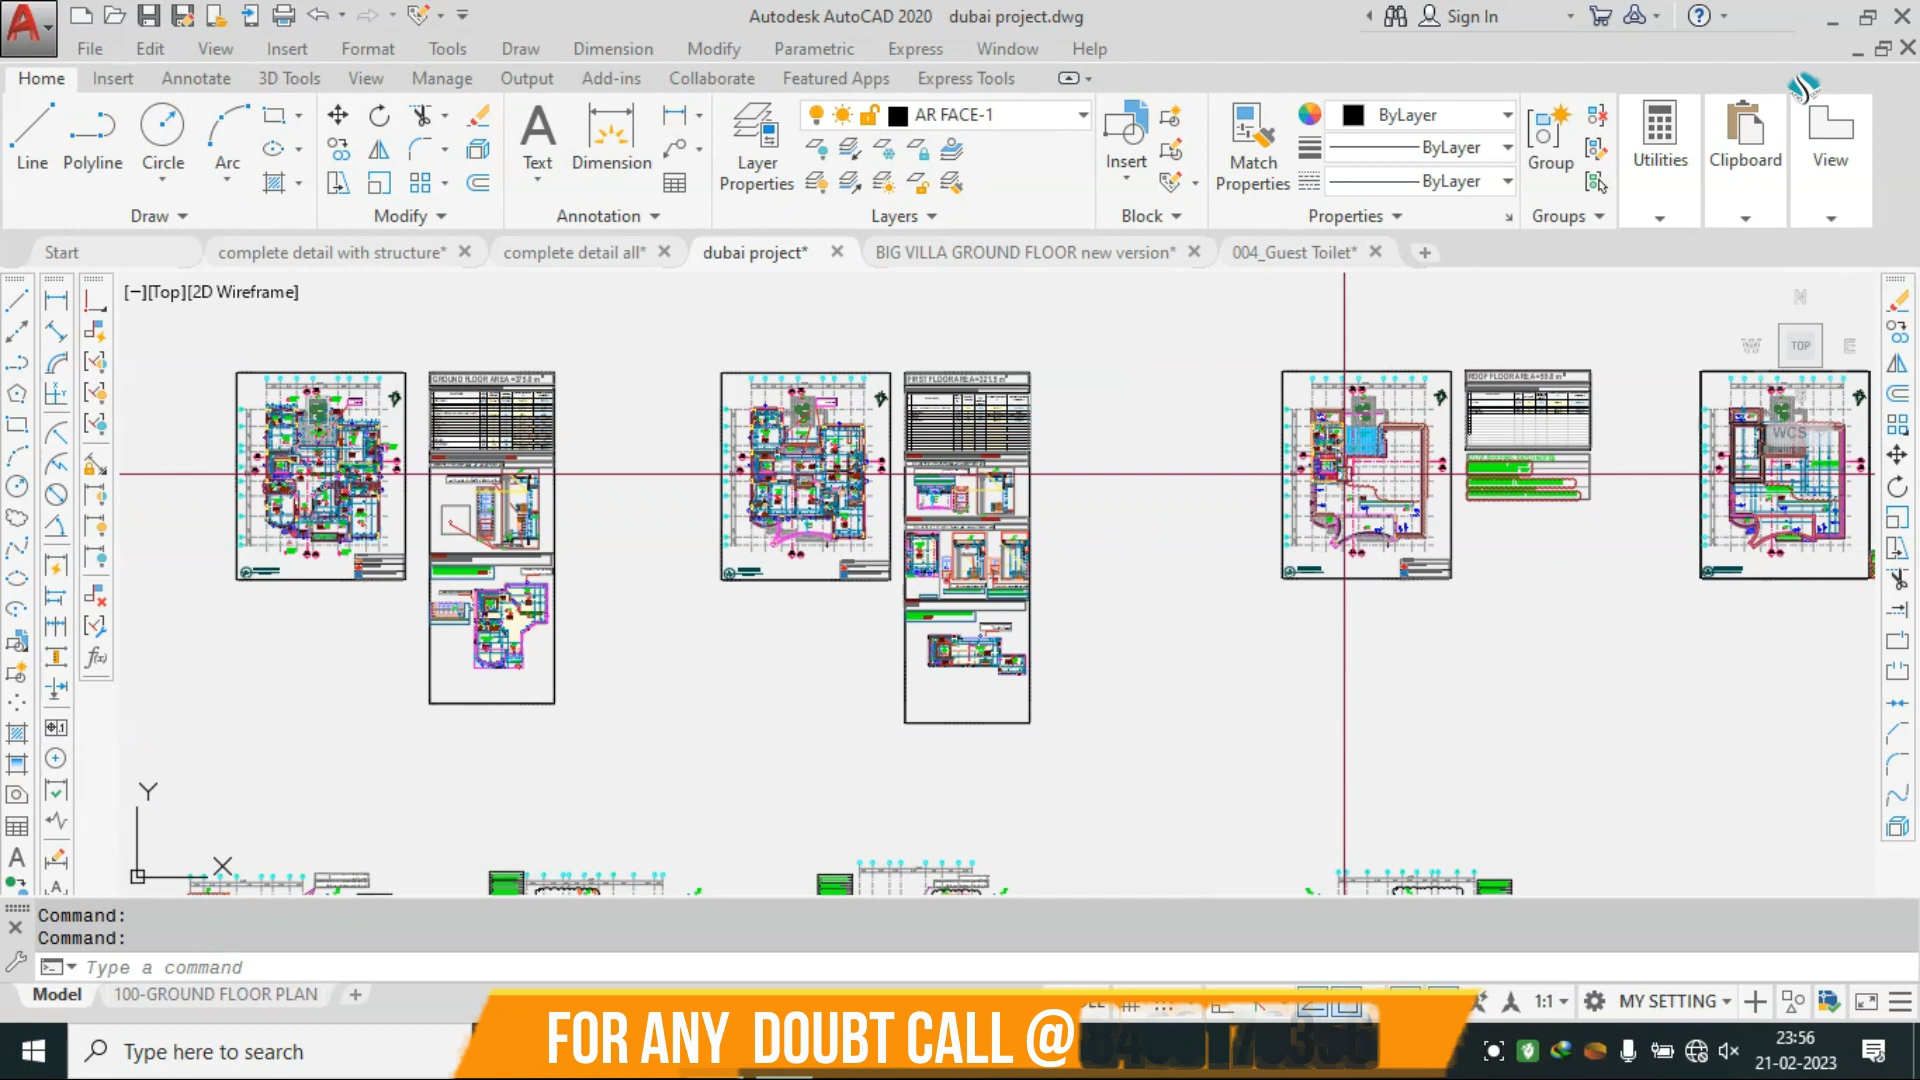 Autodesk AutoCAD 2020 dubai project.dwg
Sign In
File Edit View Insert Format Tools Draw Dimension Modify Parametric Express Window Help
Home Insert Annotate 3D Tools View Manage Output Add-ins Collaborate Featured Apps Express Tools
AR FACE-1
ByLayer
ByLayer
ByLayer
Line Polyline Circle Arc
Text Dimension
Layer Properties
Insert
Match Properties
Group
Utilities Clipboard View
Draw Modify Annotation Layers Block Properties Groups
Start complete detail with structure* complete detail all* dubai project* BIG VILLA GROUND FLOOR new version* 004_Guest Toilet*
[−][Top][2D Wireframe]
N
W TOP E
WCS
Y
X
Command:
Command:
Type a command
Model 100-GROUND FLOOR PLAN
1:1 MY SETTING
FOR ANY DOUBT CALL @
Type here to search
23:56
21-02-2023